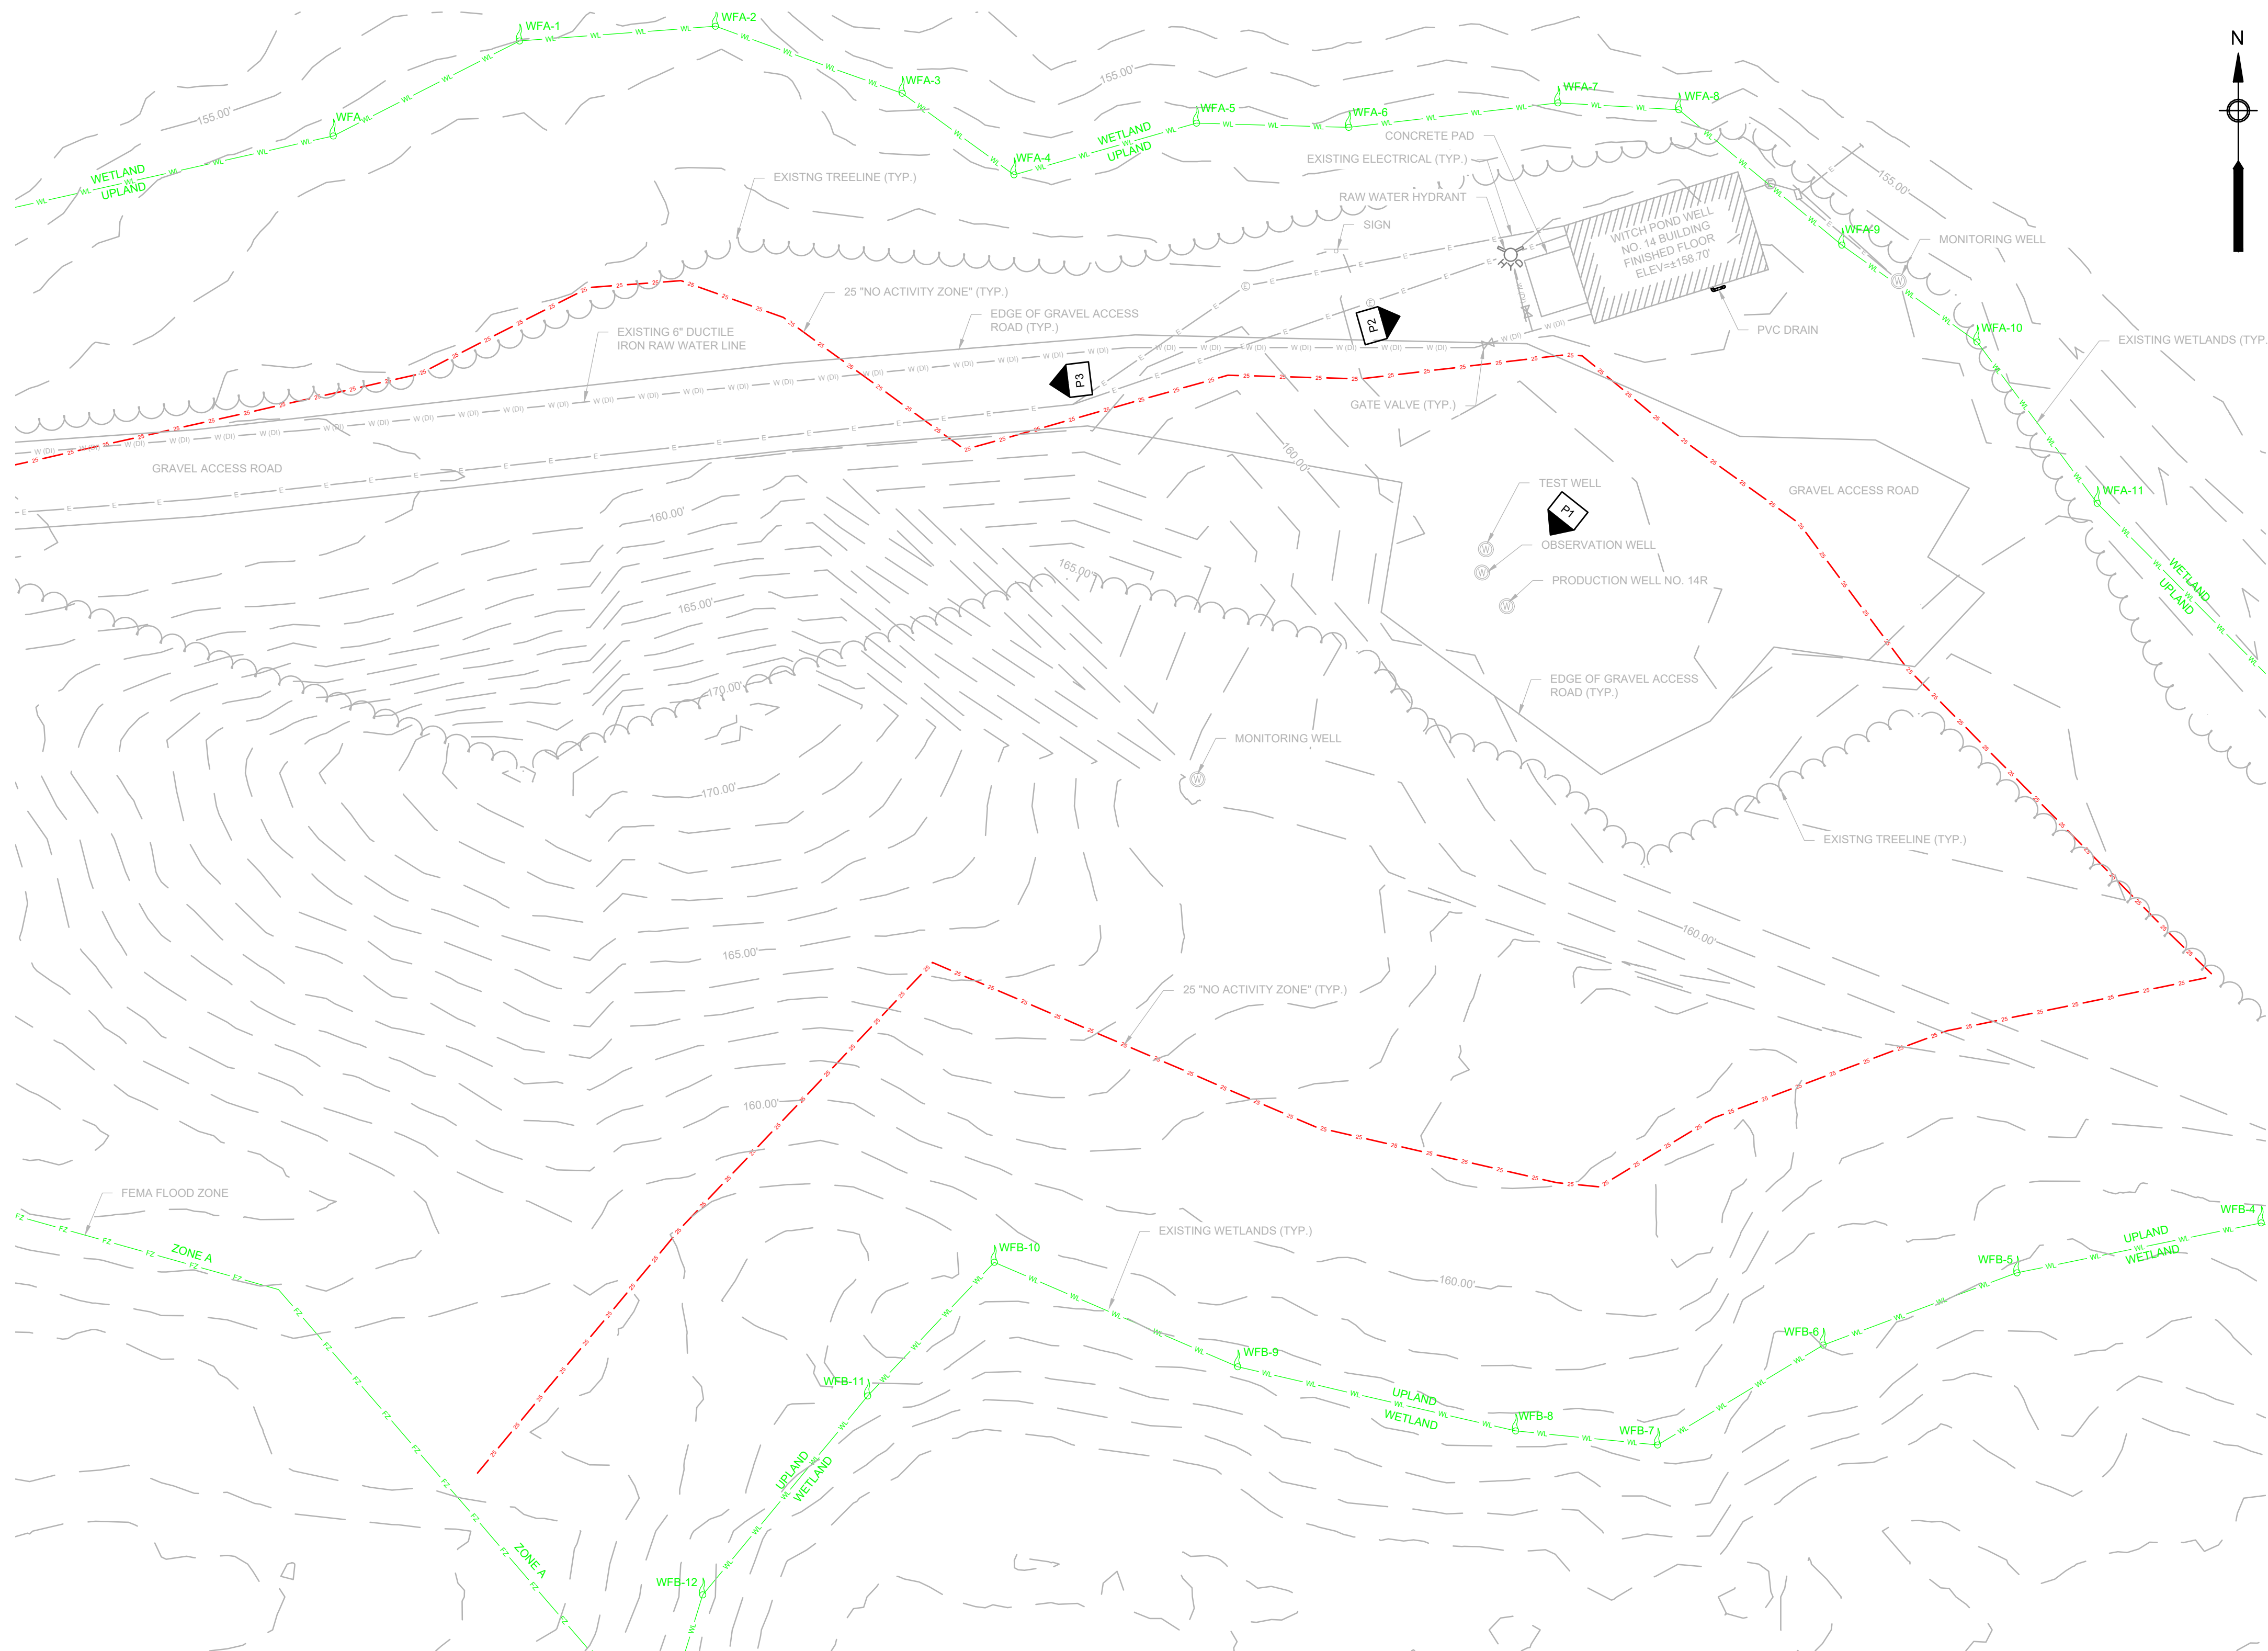 WFA-1
WFA-2
N
WFA-3
155.00'
WFA-7
WFA-8
155.00'
WFA
WFA-5
WFA-6
WETLAND
UPLAND
CONCRETE PAD
EXISTING ELECTRICAL (TYP.)
WFA-4
WETLAND
UPLAND
EXISTNG TREELINE (TYP.)
155.00'
RAW WATER HYDRANT
SIGN
WITCH POND WELL
NO. 14 BUILDING
FINISHED FLOOR
ELEV=±158.70'
WFA-9
MONITORING WELL
25 "NO ACTIVITY ZONE" (TYP.)
EDGE OF GRAVEL ACCESS
ROAD (TYP.)
EXISTING 6" DUCTILE
IRON RAW WATER LINE
P2
PVC DRAIN
WFA-10
EXISTING WETLANDS (TYP.
P3
GATE VALVE (TYP.)
GRAVEL ACCESS ROAD
160.00'
TEST WELL
GRAVEL ACCESS ROAD
WFA-11
P1
160.00'
OBSERVATION WELL
165.00'
PRODUCTION WELL NO. 14R
WETLAND
UPLAND
165.00'
EDGE OF GRAVEL ACCESS
ROAD (TYP.)
170.00'
MONITORING WELL
170.00'
EXISTNG TREELINE (TYP.)
160.00'
165.00'
25 "NO ACTIVITY ZONE" (TYP.)
160.00'
FEMA FLOOD ZONE
WFB-4
ZONE A
EXISTING WETLANDS (TYP.)
UPLAND
WETLAND
WFB-10
WFB-5
160.00'
WFB-6
WFB-9
WFB-11
UPLAND
WETLAND
WFB-8
WFB-7
UPLAND
WETLAND
ZONE A
WFB-12